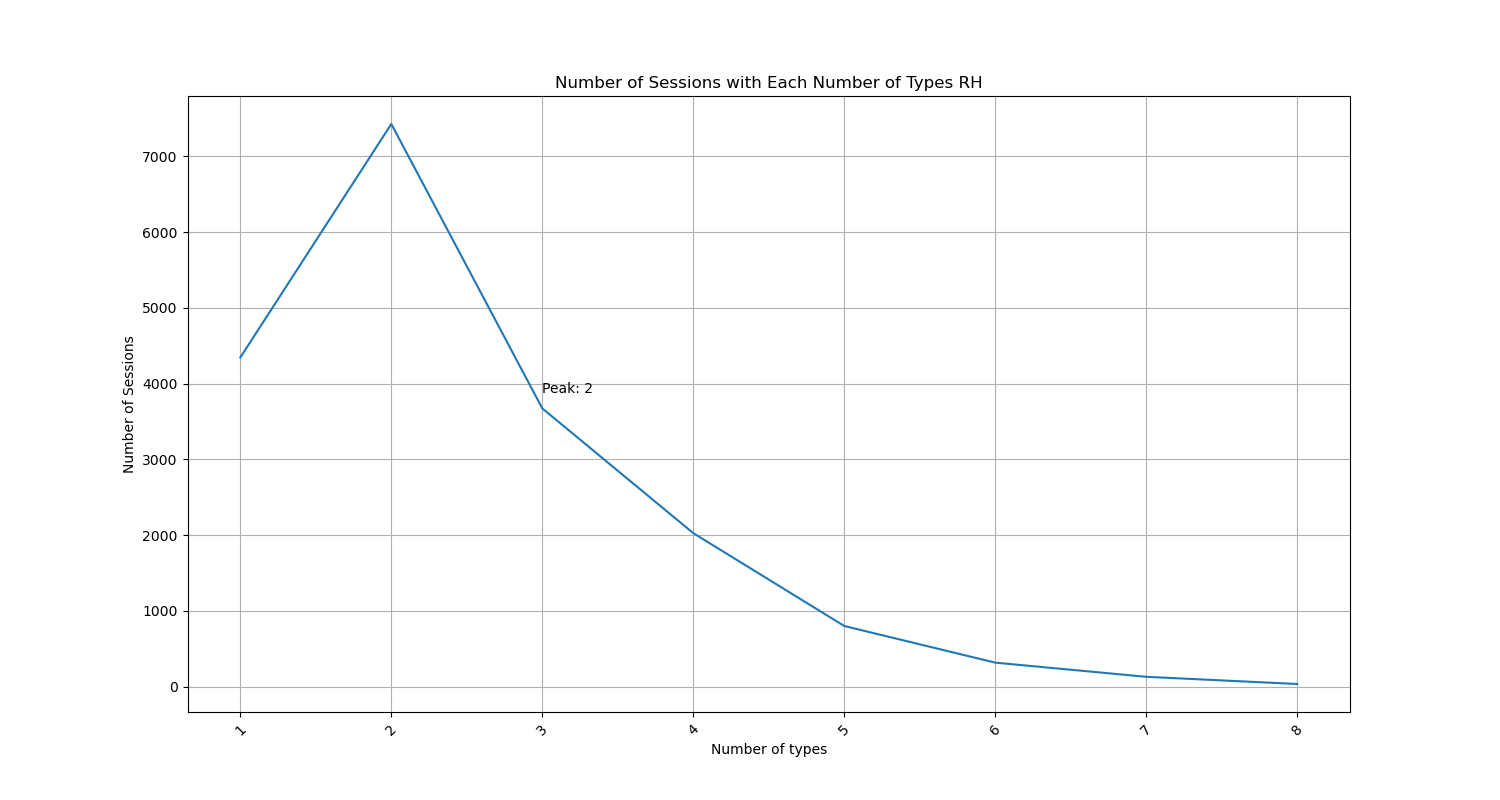 Number of Sessions with Each Number of Types RH
Number of Sessions
7000
6000
5000
4000
3000
2000
1000
0
Peak: 2
1 2 3 4 5 6 7 8
Number of types